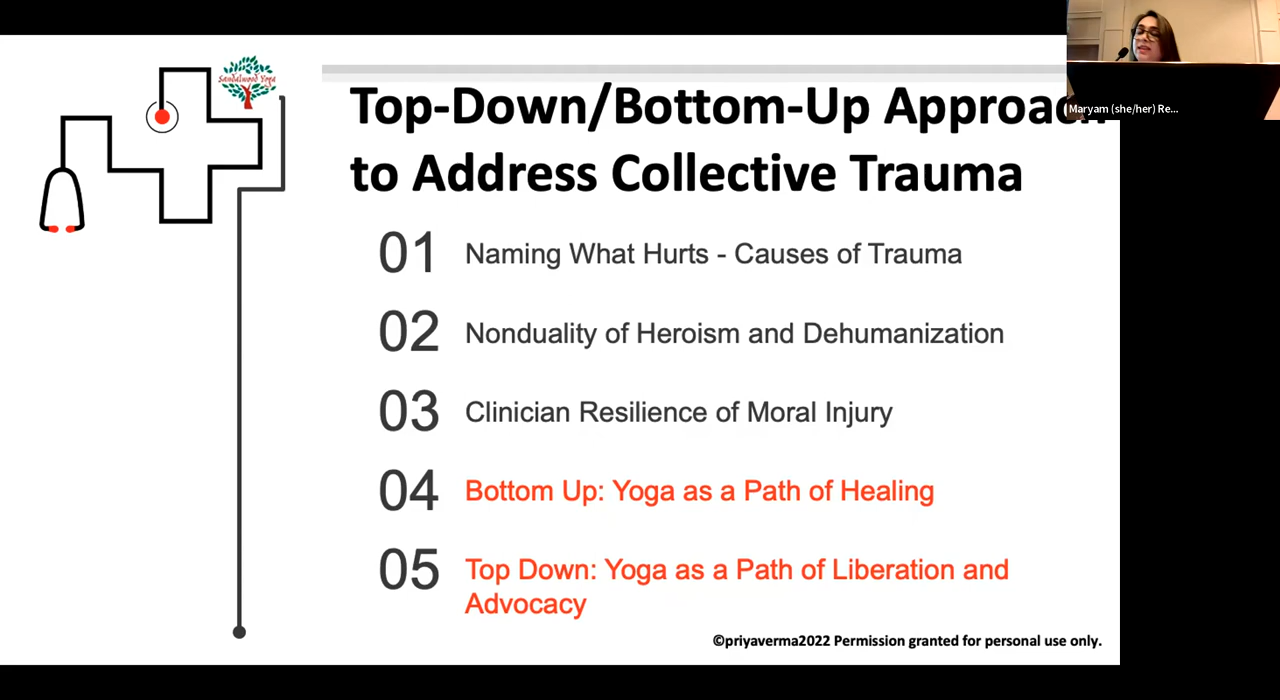 Sandalwood Yoga
Top-Down/Bottom-Up Approach
to Address Collective Trauma
01 Naming What Hurts - Causes of Trauma
02 Nonduality of Heroism and Dehumanization
03 Clinician Resilience of Moral Injury
04 Bottom Up: Yoga as a Path of Healing
05 Top Down: Yoga as a Path of Liberation and
Advocacy
©priyaverma2022 Permission granted for personal use only.
Maryam (she/her) Re...